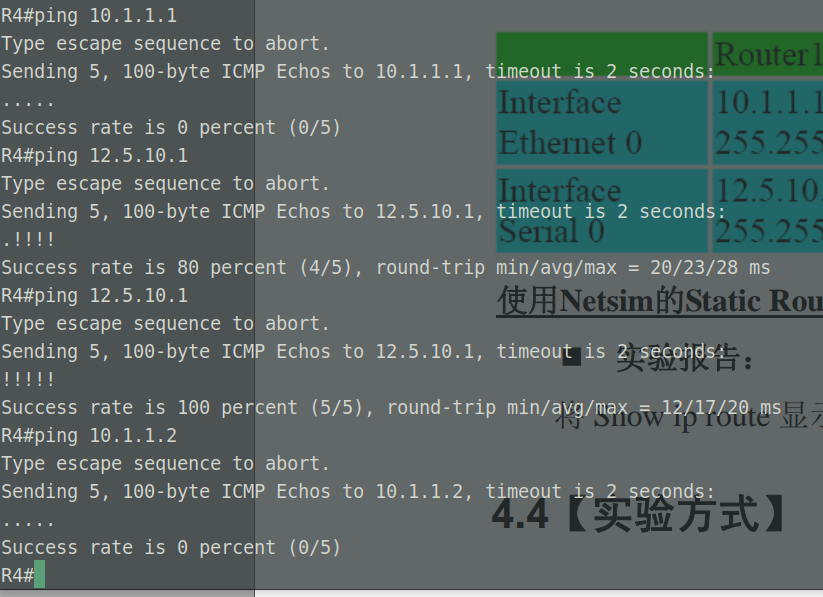 R4#ping 10.1.1.1
Type escape sequence to abort.
Sending 5, 100-byte ICMP Echos to 10.1.1.1, timeout is 2 seconds:
.....
Success rate is 0 percent (0/5)
R4#ping 12.5.10.1
Type escape sequence to abort.
Sending 5, 100-byte ICMP Echos to 12.5.10.1, timeout is 2 seconds:
.!!!!
Success rate is 80 percent (4/5), round-trip min/avg/max = 20/23/28 ms
R4#ping 12.5.10.1
Type escape sequence to abort.
Sending 5, 100-byte ICMP Echos to 12.5.10.1, timeout is 2 seconds:
!!!!!
Success rate is 100 percent (5/5), round-trip min/avg/max = 12/17/20 ms
R4#ping 10.1.1.2
Type escape sequence to abort.
Sending 5, 100-byte ICMP Echos to 10.1.1.2, timeout is 2 seconds:
.....
Success rate is 0 percent (0/5)
R4#
Router1
Interface
Ethernet 0
10.1.1.1
255.255
Interface
Serial 0
12.5.10
255.255
使用Netsim的Static Rou
■ 实验报告：
将 Show ip route 显示
4.4【实验方式】